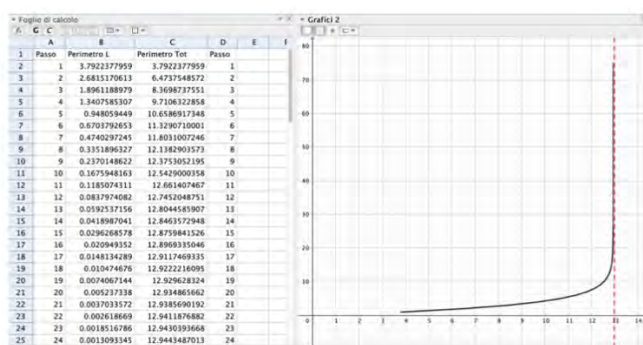 Foglio di calcolo
Grafici 2
G C
A B C D E
1 Passo Perimetro L Perimetro Tot Passo
2 1 3.7922377959 3.7922377959 1
3 2 2.6815170613 6.4737548572 2
4 3 1.8961188979 8.3698737551 3
5 4 1.3407585307 9.7106322858 4
6 5 0.948059449 10.6586917348 5
7 6 0.6703792653 11.3290710001 6
8 7 0.4740297245 11.8031007246 7
9 8 0.3351896327 12.1382903573 8
10 9 0.2370148622 12.3753052195 9
11 10 0.1675948163 12.5429000358 10
12 11 0.1185074311 12.661407467 11
13 12 0.0837974082 12.7452048751 12
14 13 0.0592537156 12.8044585907 13
15 14 0.0418987041 12.8463572948 14
16 15 0.0296268578 12.8759841526 15
17 16 0.020949352 12.8969335046 16
18 17 0.0148134289 12.9117469335 17
19 18 0.010474676 12.9222216095 18
20 19 0.0074067144 12.929628324 19
21 20 0.005237338 12.934865662 20
22 21 0.0037033572 12.9385690192 21
23 22 0.002618669 12.9411876882 22
24 23 0.0018516786 12.9430393668 23
25 24 0.0013093345 12.9443487013 24
80
70
60
50
40
30
20
10
0 1 2 3 4 5 6 7 8 9 10 11 12 13 14